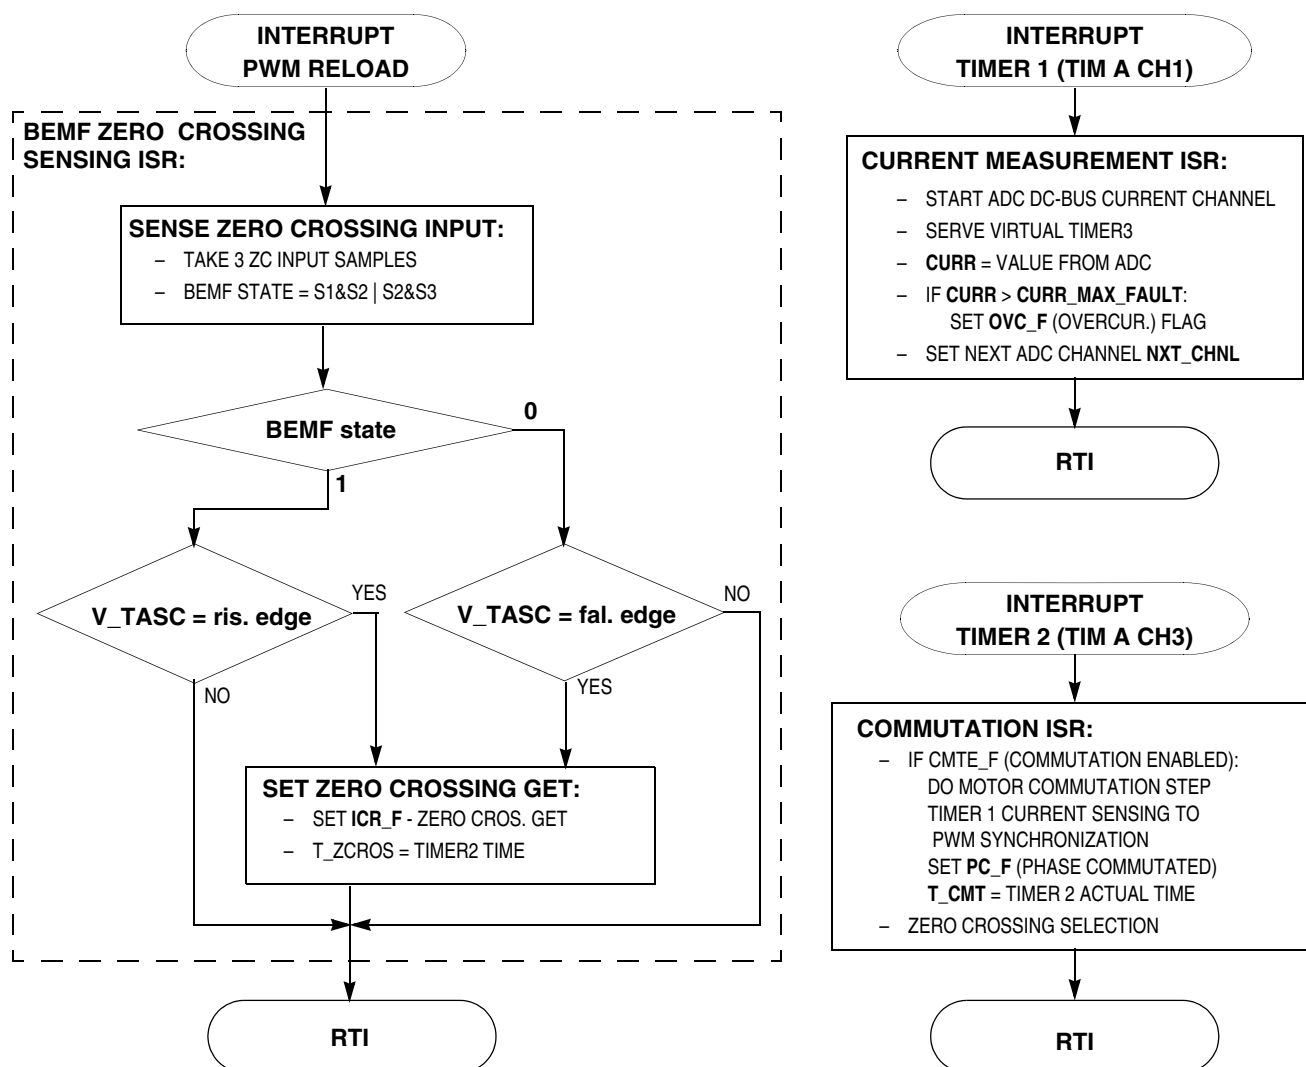 INTERRUPT
PWM RELOAD
BEMF ZERO CROSSING
SENSING ISR:
SENSE ZERO CROSSING INPUT:
– TAKE 3 ZC INPUT SAMPLES
– BEMF STATE = S1&S2 | S2&S3
BEMF state
0
1
V_TASC = ris. edge
YES
NO
V_TASC = fal. edge
NO
YES
SET ZERO CROSSING GET:
– SET ICR_F - ZERO CROS. GET
– T_ZCROS = TIMER2 TIME
RTI
INTERRUPT
TIMER 1 (TIM A CH1)
CURRENT MEASUREMENT ISR:
– START ADC DC-BUS CURRENT CHANNEL
– SERVE VIRTUAL TIMER3
– CURR = VALUE FROM ADC
– IF CURR > CURR_MAX_FAULT:
SET OVC_F (OVERCUR.) FLAG
– SET NEXT ADC CHANNEL NXT_CHNL
RTI
INTERRUPT
TIMER 2 (TIM A CH3)
COMMUTATION ISR:
– IF CMTE_F (COMMUTATION ENABLED):
DO MOTOR COMMUTATION STEP
TIMER 1 CURRENT SENSING TO
PWM SYNCHRONIZATION
SET PC_F (PHASE COMMUTATED)
T_CMT = TIMER 2 ACTUAL TIME
– ZERO CROSSING SELECTION
RTI